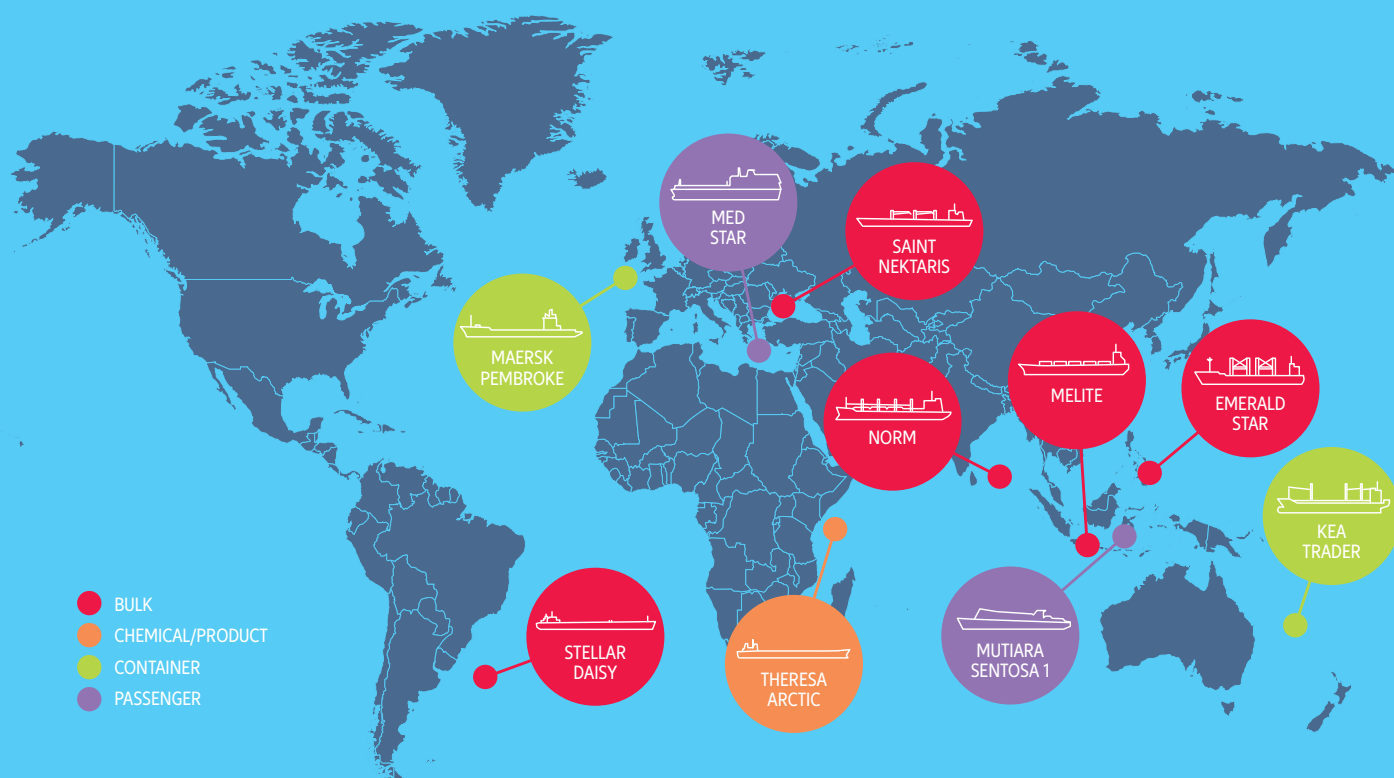 MED
STAR
SAINT
NEKTARIS
MAERSK
PEMBROKE
MELITE
EMERALD
STAR
NORM
KEA
TRADER
BULK
CHEMICAL/PRODUCT
CONTAINER
PASSENGER
STELLAR
DAISY
THERESA
ARCTIC
MUTIARA
SENTOSA 1